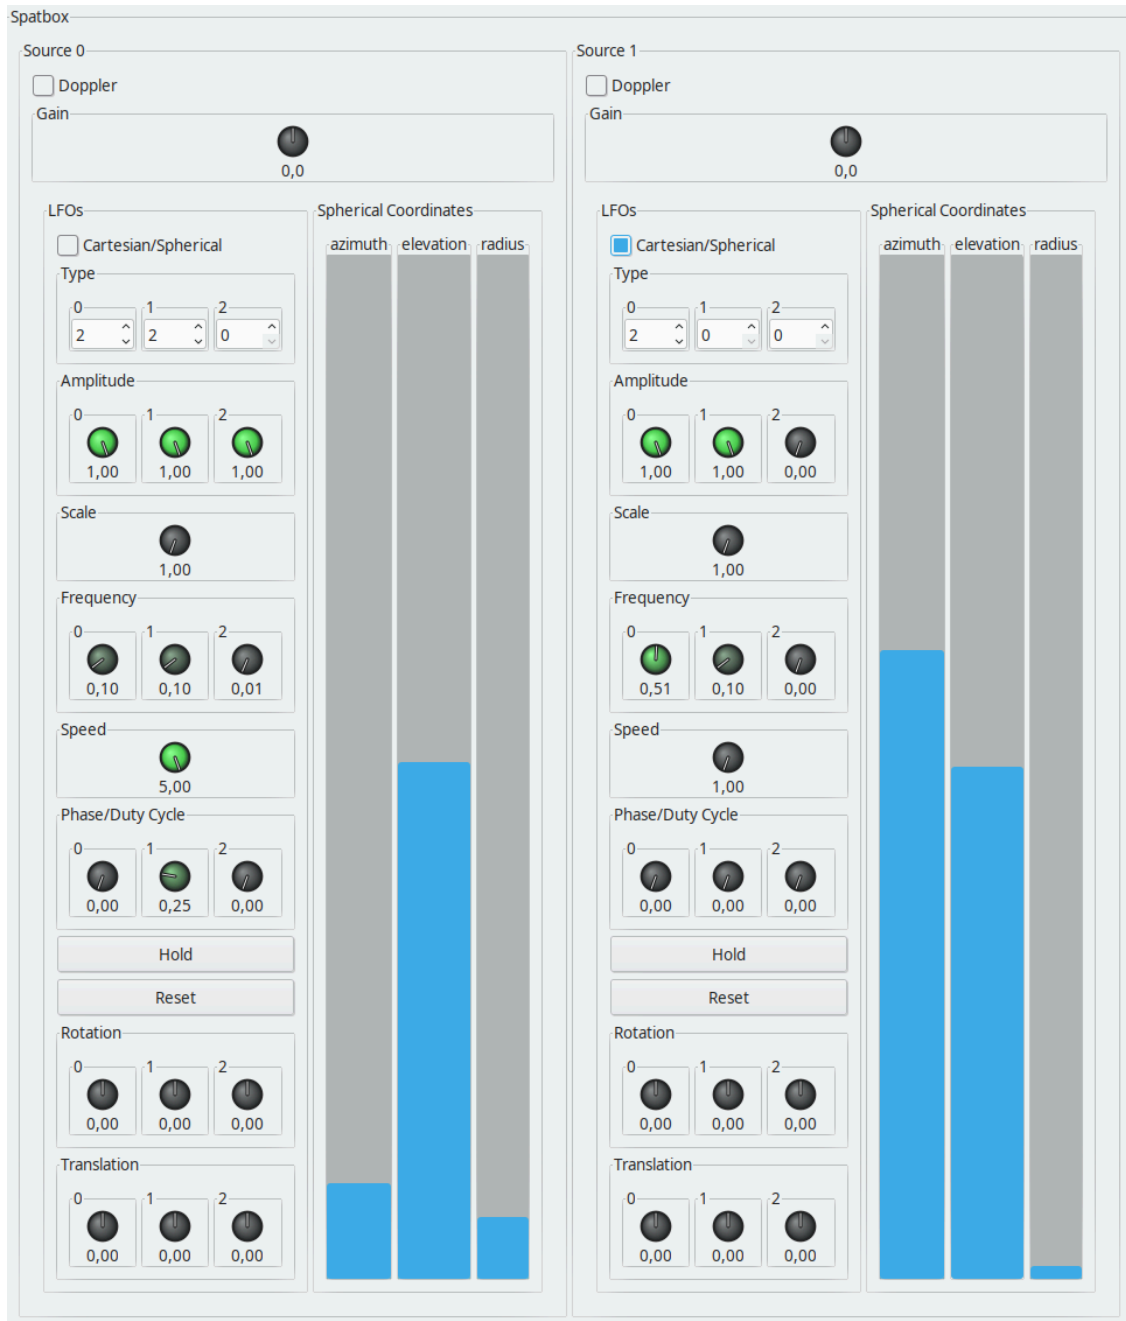 Spatbox
Source 0
Doppler
Gain
0,0
LFOs
Cartesian/Spherical
Type
0 1 2
2 2 0
Amplitude
0 1 2
1,00 1,00 1,00
Scale
1,00
Frequency
0 1 2
0,10 0,10 0,01
Speed
5,00
Phase/Duty Cycle
0 1 2
0,00 0,25 0,00
Hold
Reset
Rotation
0 1 2
0,00 0,00 0,00
Translation
0 1 2
0,00 0,00 0,00
Spherical Coordinates
azimuth elevation radius
Source 1
Doppler
Gain
0,0
LFOs
Cartesian/Spherical
Type
0 1 2
2 0 0
Amplitude
0 1 2
1,00 1,00 0,00
Scale
1,00
Frequency
0 1 2
0,51 0,10 0,00
Speed
1,00
Phase/Duty Cycle
0 1 2
0,00 0,00 0,00
Hold
Reset
Rotation
0 1 2
0,00 0,00 0,00
Translation
0 1 2
0,00 0,00 0,00
Spherical Coordinates
azimuth elevation radius